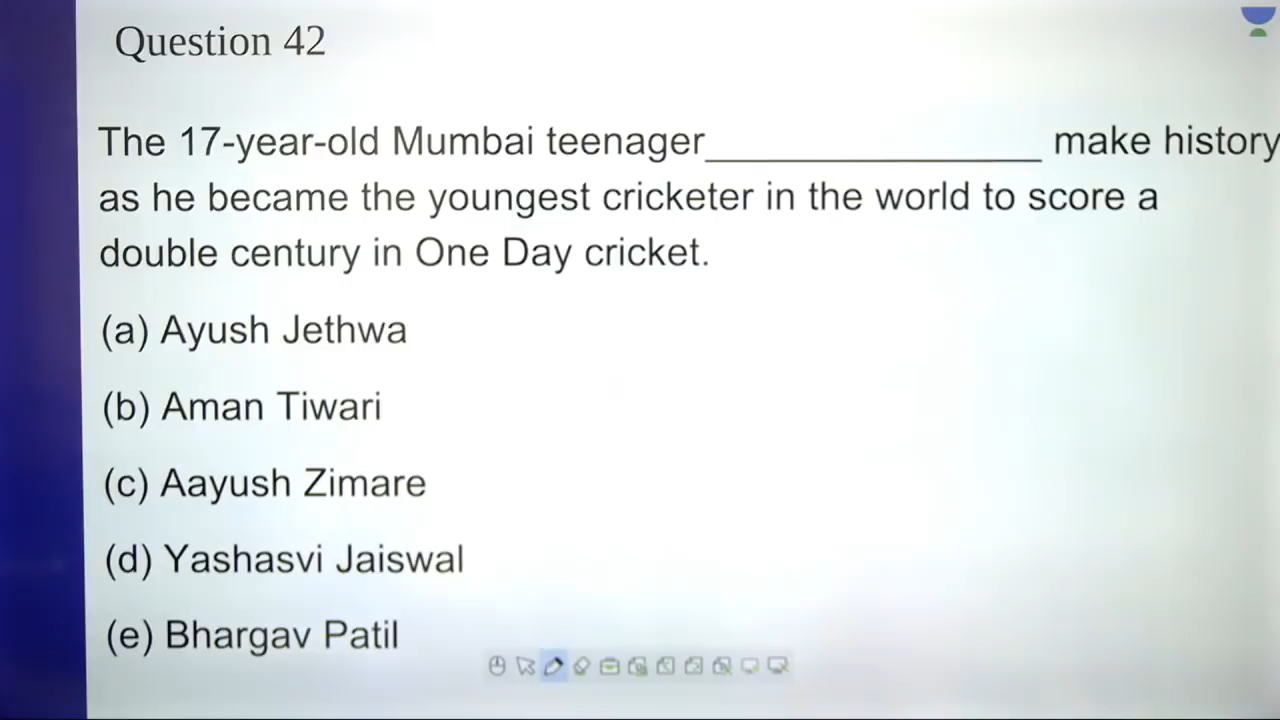 Question 42
The 17-year-old Mumbai teenager________________ make history
as he became the youngest cricketer in the world to score a
double century in One Day cricket.
(a) Ayush Jethwa
(b) Aman Tiwari
(c) Aayush Zimare
(d) Yashasvi Jaiswal
(e) Bhargav Patil